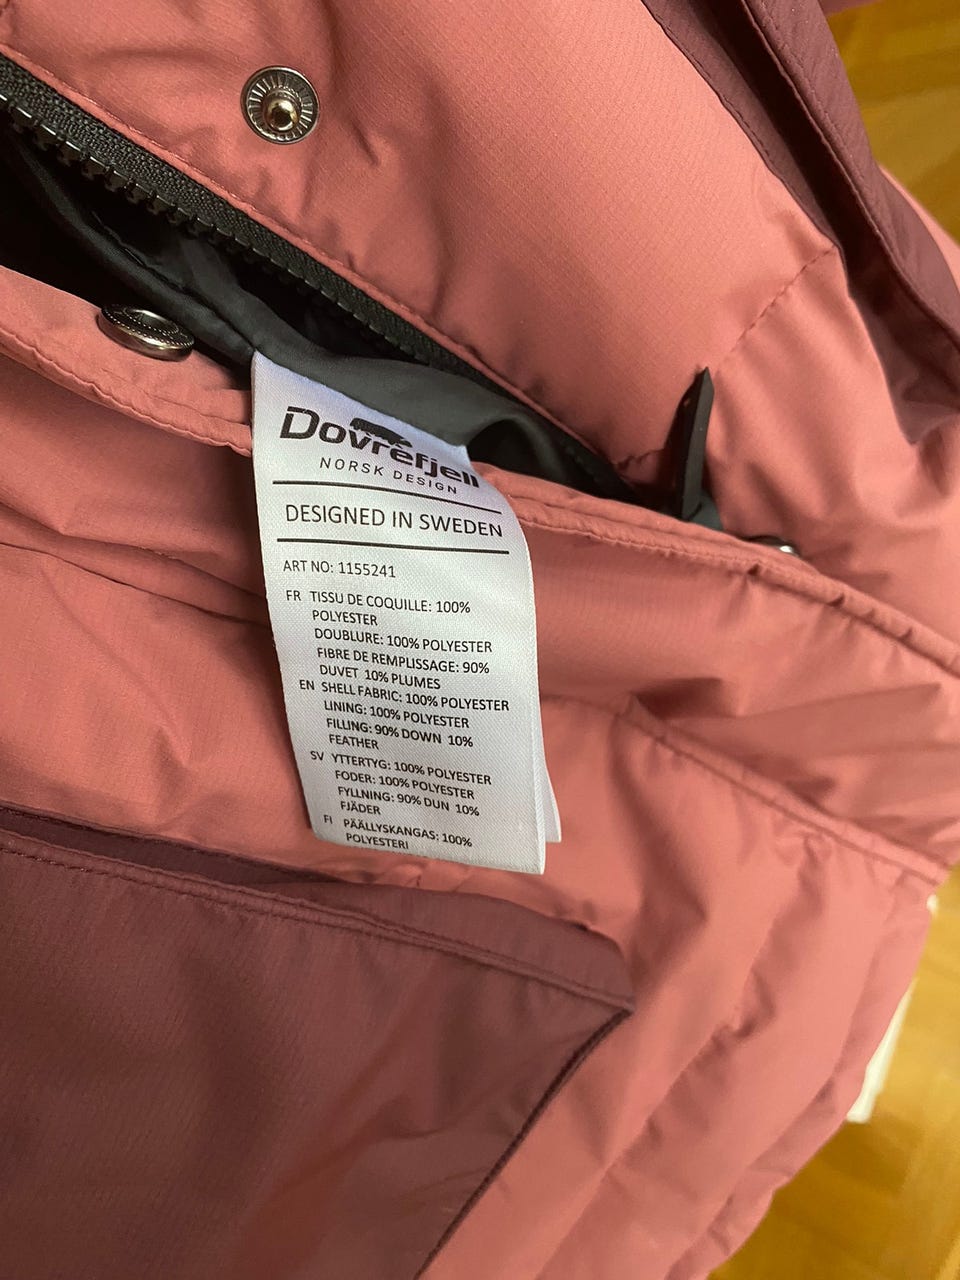 Dovrefjell
NORSK DESIGN
DESIGNED IN SWEDEN
ART NO: 1155241
FR TISSU DE COQUILLE: 100%
POLYESTER
DOUBLURE: 100% POLYESTER
FIBRE DE REMPLISSAGE: 90%
DUVET 10% PLUMES
EN SHELL FABRIC: 100% POLYESTER
LINING: 100% POLYESTER
FILLING: 90% DOWN 10%
FEATHER
SV YTTERTYG: 100% POLYESTER
FODER: 100% POLYESTER
FYLLNING: 90% DUN 10%
FJÄDER
FI PÄÄLLYSKANGAS: 100%
POLYESTERI